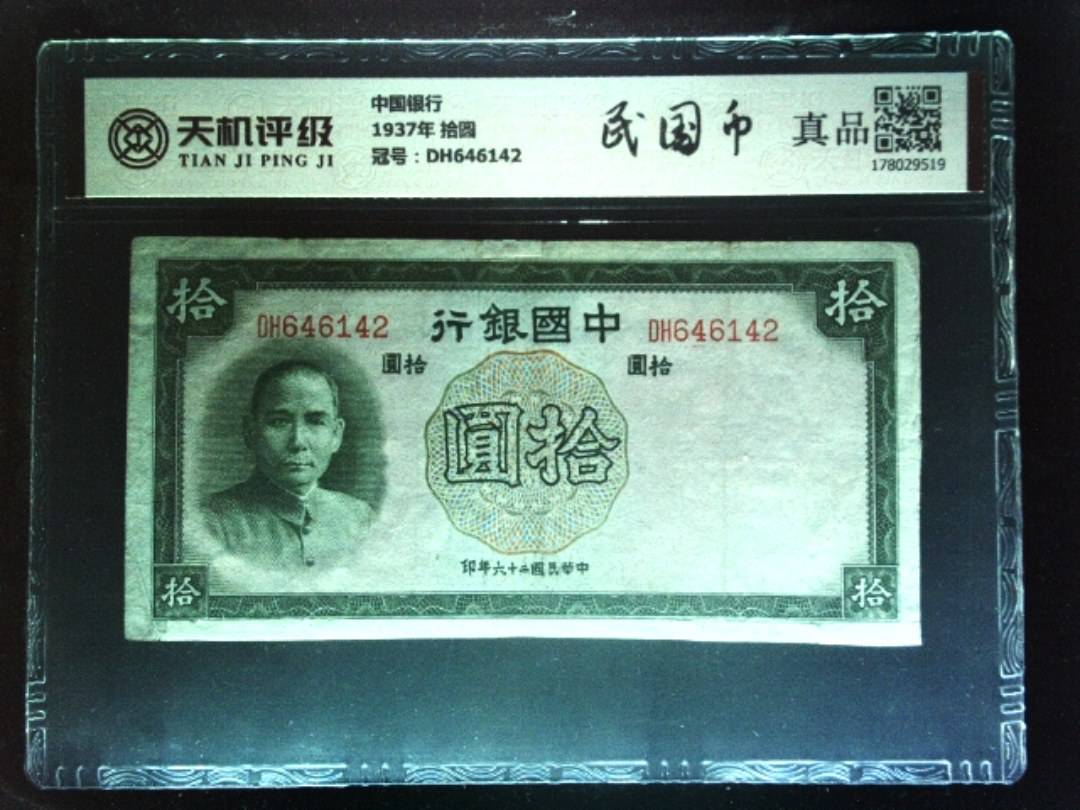 天机评级
TIAN JI PING JI
中国银行
1937年 拾圆
冠号：DH646142
民国币
真品
178029519
拾
拾
DH646142
行銀國中
DH646142
圓拾
圓拾
圓拾
印年六十二國民華中
拾
拾